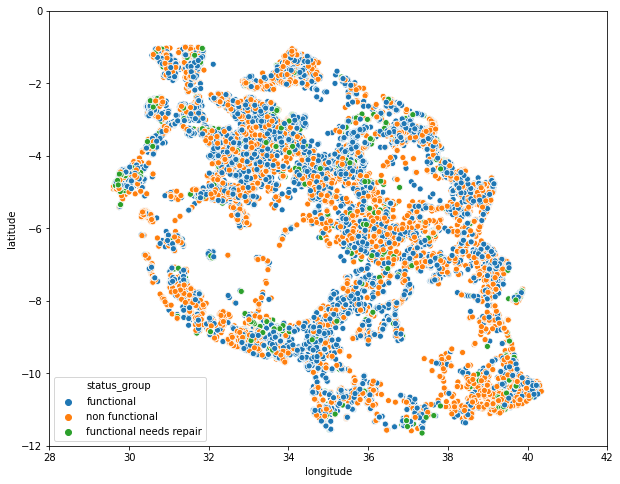 0
−2
−4
−6
−8
−10
−12
latitude
status_group
functional
non functional
functional needs repair
28
30
32
34
36
38
40
42
longitude